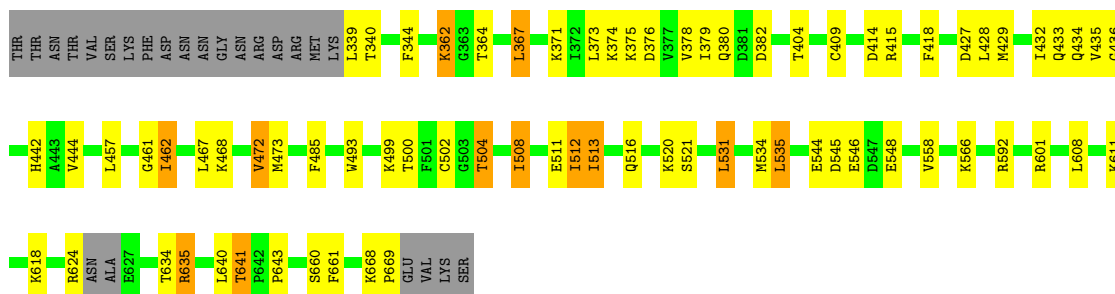 THR THR ASN THR VAL SER LYS PHE ASP ASN ASN GLY ASN ARG ASP ARG MET LYS L339 T340 F344 K362 G363 T364 L367 K371 I372 L373 K374 K375 D376 V377 V378 I379 Q380 D381 D382 T404 C409 D414 R415 F418 D427 L428 M429 I432 Q433 Q434 V435
H442 A443 V444 L457 G461 I462 L467 K468 V472 M473 F485 W493 K499 T500 F501 C502 G503 T504 I508 E511 I512 I513 Q516 K520 S521 L531 M534 L535 E544 D545 E546 D547 E548 V558 K566 R592 R601 L608 K611
K618 R624 ASN ALA E627 T634 R635 L640 T641 P642 P643 S660 F661 K668 P669 GLU VAL LYS SER